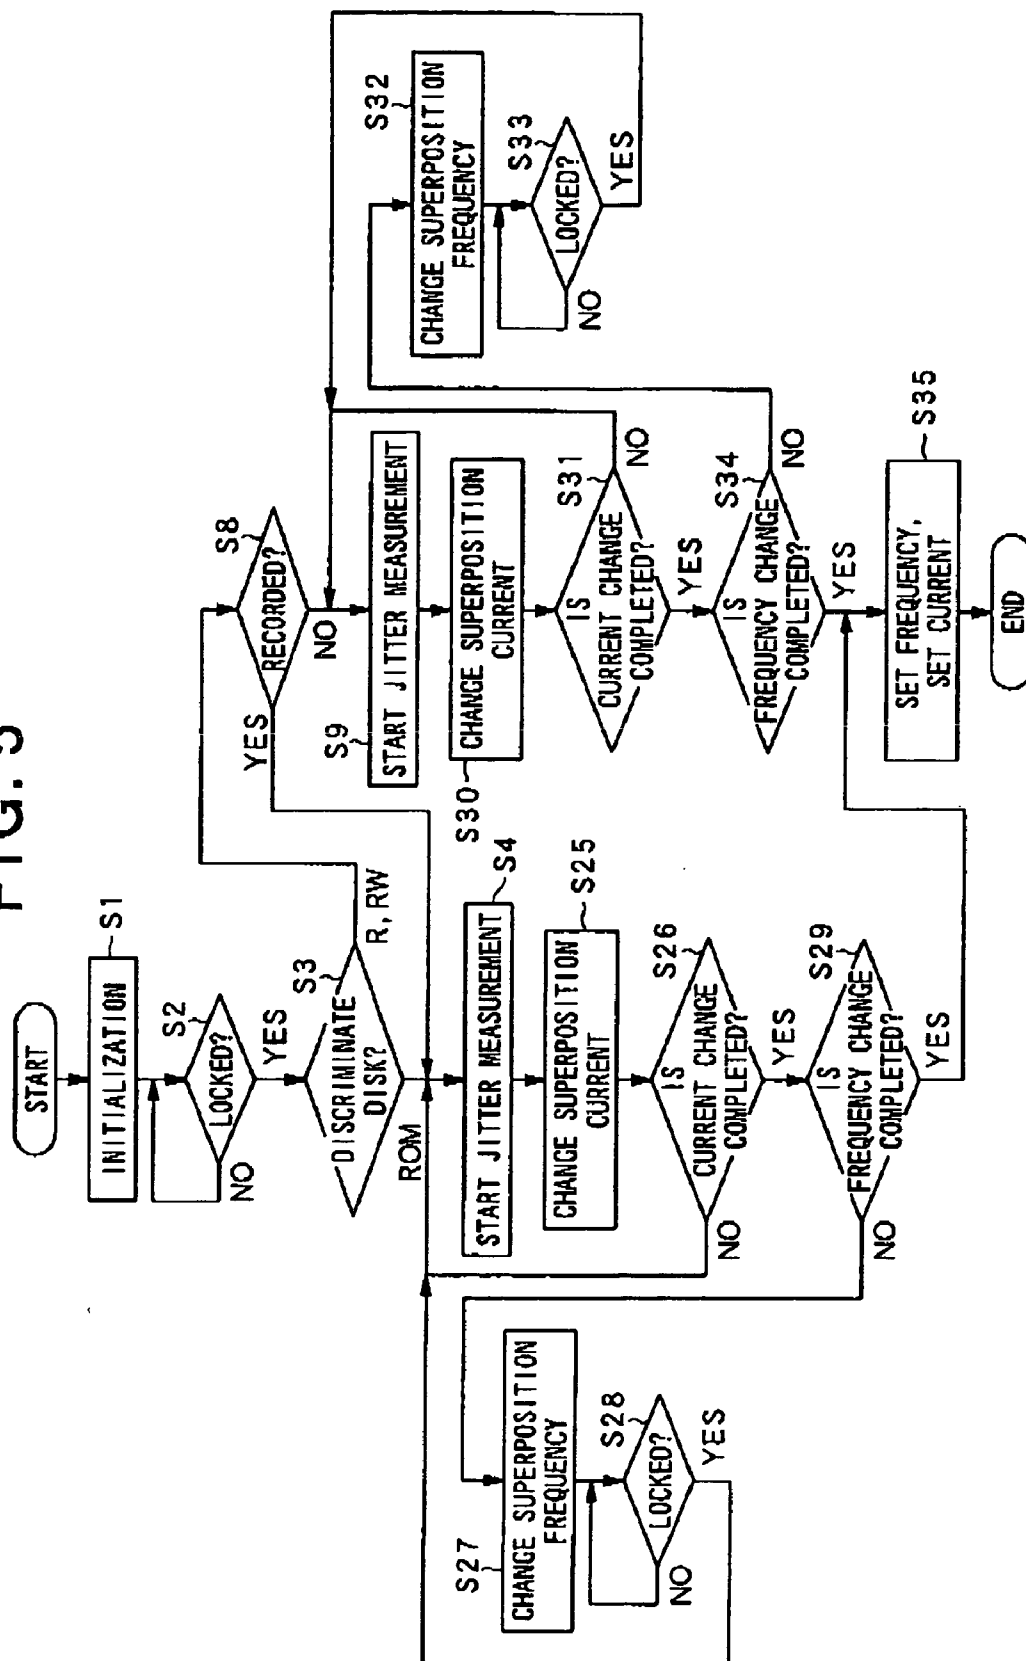 FIG. 5
START
INITIALIZATION
S1
LOCKED?
S2
NO
YES
DISCRIMINATE
DISK?
S3
R, RW
ROM
RECORDED?
S8
YES
NO
START JITTER MEASUREMENT
S4
CHANGE SUPERPOSITION
CURRENT
S25
IS
CURRENT CHANGE
COMPLETED?
S26
NO
YES
IS
FREQUENCY CHANGE
COMPLETED?
S29
NO
YES
CHANGE SUPERPOSITION
FREQUENCY
S27
LOCKED?
S28
NO
YES
START JITTER MEASUREMENT
S9
CHANGE SUPERPOSITION
CURRENT
S30
IS
CURRENT CHANGE
COMPLETED?
S31
NO
YES
IS
FREQUENCY CHANGE
COMPLETED?
S34
NO
YES
CHANGE SUPERPOSITION
FREQUENCY
S32
LOCKED?
S33
NO
YES
SET FREQUENCY,
SET CURRENT
S35
END